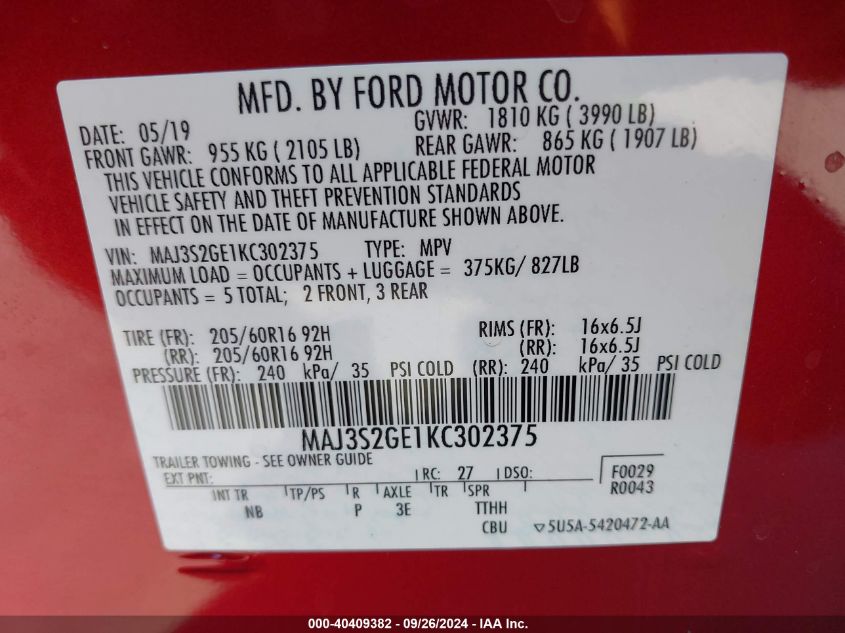 MFD. BY FORD MOTOR CO.
DATE: 05/19 GVWR: 1810 KG ( 3990 LB)
FRONT GAWR: 955 KG ( 2105 LB) REAR GAWR: 865 KG ( 1907 LB)
THIS VEHICLE CONFORMS TO ALL APPLICABLE FEDERAL MOTOR
VEHICLE SAFETY AND THEFT PREVENTION STANDARDS
IN EFFECT ON THE DATE OF MANUFACTURE SHOWN ABOVE.
VIN: MAJ3S2GE1KC302375 TYPE: MPV
MAXIMUM LOAD = OCCUPANTS + LUGGAGE = 375KG/ 827LB
OCCUPANTS = 5 TOTAL; 2 FRONT, 3 REAR
TIRE (FR): 205/60R16 92H RIMS (FR): 16x6.5J
(RR): 205/60R16 92H (RR): 16x6.5J
PRESSURE (FR): 240 kPa/ 35 PSI COLD (RR): 240 kPa/ 35 PSI COLD
MAJ3S2GE1KC302375
TRAILER TOWING - SEE OWNER GUIDE
EXT PNT: RC: 27 DSO: F0029
R0043
INT TR TP/PS R AXLE TR SPR
NB P 3E TTHH
CBU 5U5A-5420472-AA
000-40409382 - 09/26/2024 - IAA Inc.